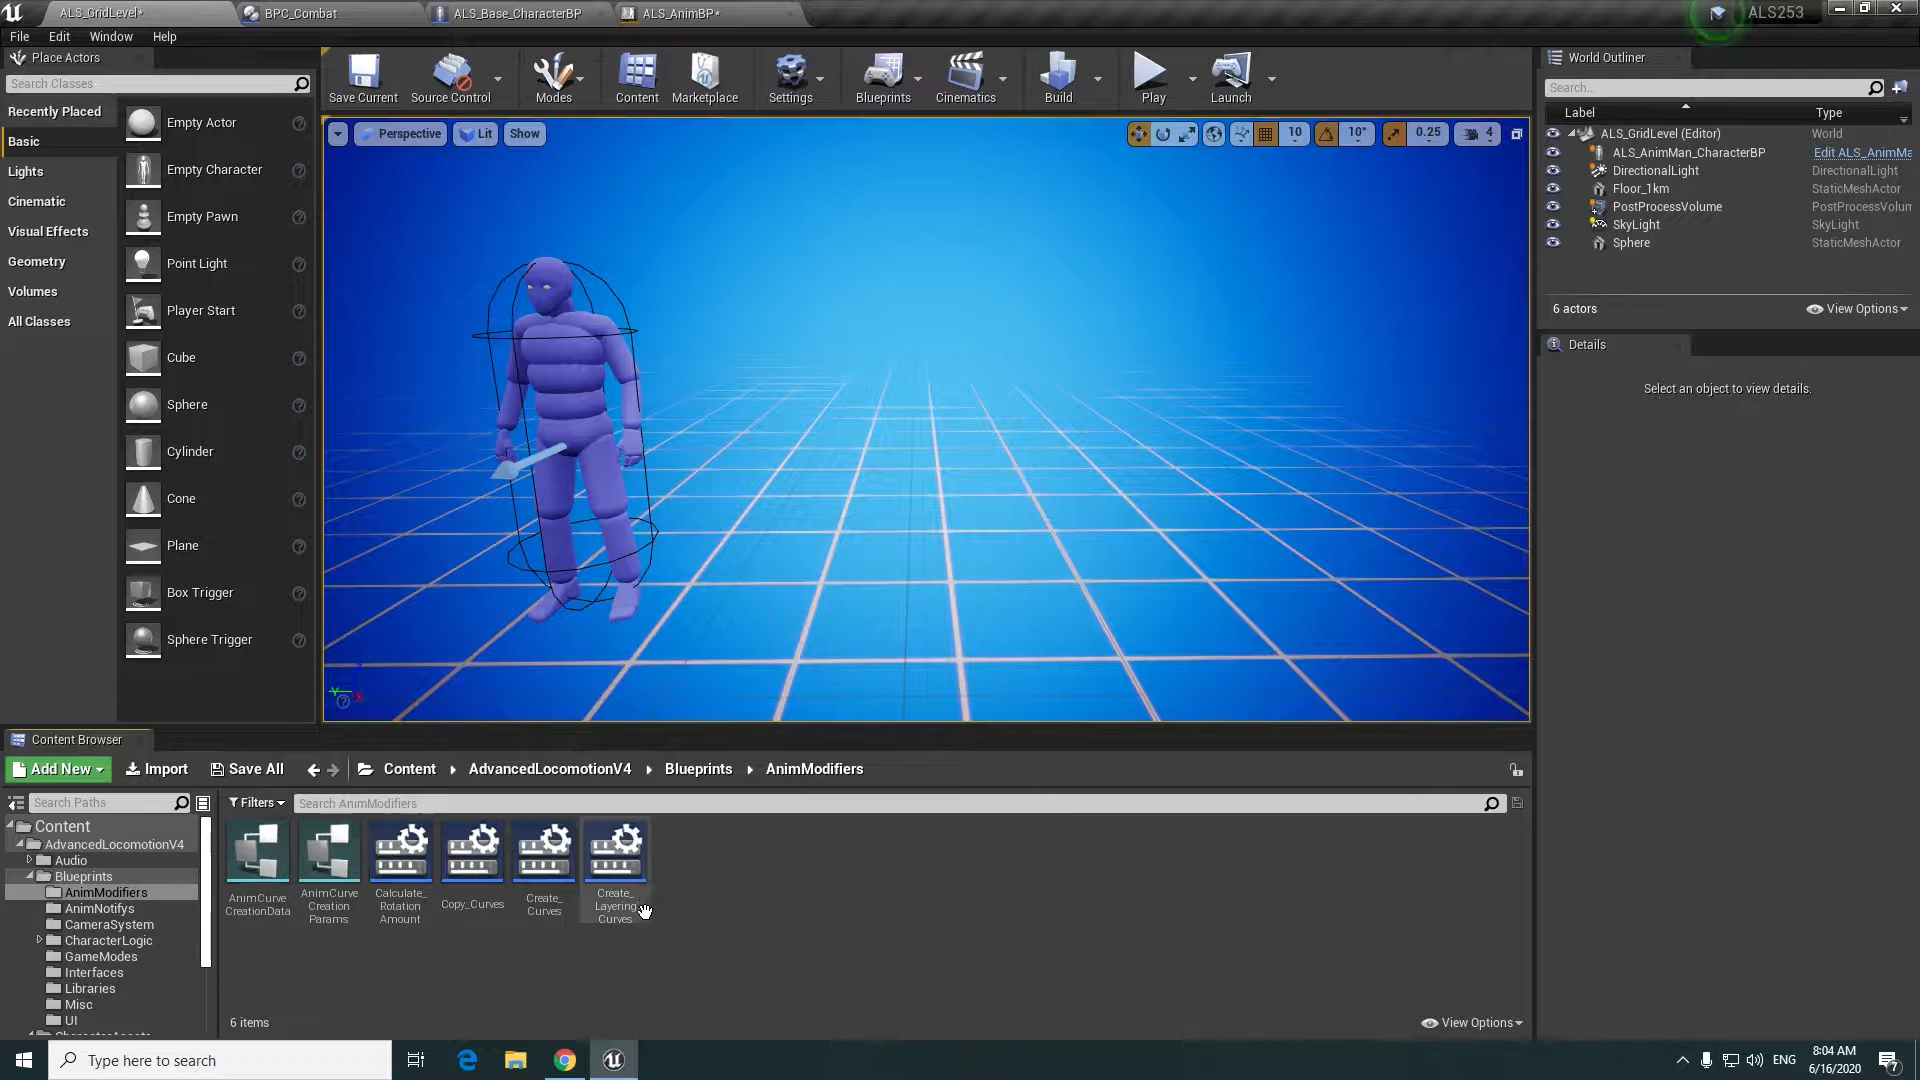 ALS_GridLevel*
BPC_Combat
ALS_Base_CharacterBP
ALS_AnimBP*
ALS253
File Edit Window Help
Place Actors
Search Classes
Recently Placed
Basic
Lights
Cinematic
Visual Effects
Geometry
Volumes
All Classes
Empty Actor
Empty Character
Empty Pawn
Point Light
Player Start
Cube
Sphere
Cylinder
Cone
Plane
Box Trigger
Sphere Trigger
Save Current
Source Control
Modes
Content
Marketplace
Settings
Blueprints
Cinematics
Build
Play
Launch
Perspective
Lit
Show
10
10°
0.25
4
World Outliner
Search...
Label Type
ALS_GridLevel (Editor) World
ALS_AnimMan_CharacterBP Edit ALS_AnimMa
DirectionalLight DirectionalLight
Floor_1km StaticMeshActor
PostProcessVolume PostProcessVolum
SkyLight SkyLight
Sphere StaticMeshActor
6 actors
View Options
Details
Select an object to view details.
Content Browser
Add New
Import
Save All
Content AdvancedLocomotionV4 Blueprints AnimModifiers
Search Paths
Filters
Search AnimModifiers
Content
AdvancedLocomotionV4
Audio
Blueprints
AnimModifiers
AnimNotifys
CameraSystem
CharacterLogic
GameModes
Interfaces
Libraries
Misc
UI
AnimCurve
CreationData
AnimCurve
Creation
Params
Calculate_
Rotation
Amount
Copy_Curves
Create_
Curves
Create_
Layering_
Curves
6 items
View Options
Type here to search
ENG
8:04 AM
6/16/2020
7